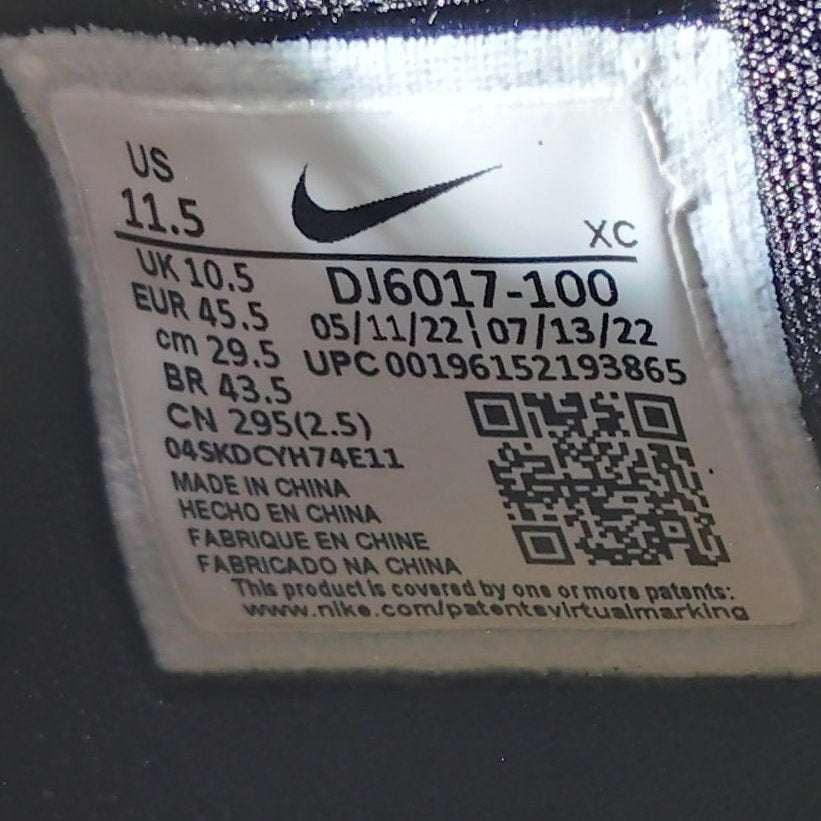 US
11.5
XC
UK 10.5
DJ6017-100
EUR 45.5
05/11/22 | 07/13/22
cm 29.5
UPC 00196152193865
BR 43.5
CN 295(2.5)
04SKDCYH74E11
MADE IN CHINA
HECHO EN CHINA
FABRIQUE EN CHINE
FABRICADO NA CHINA
This product is covered by one or more patents:
www.nike.com/patentsvirtualmarking